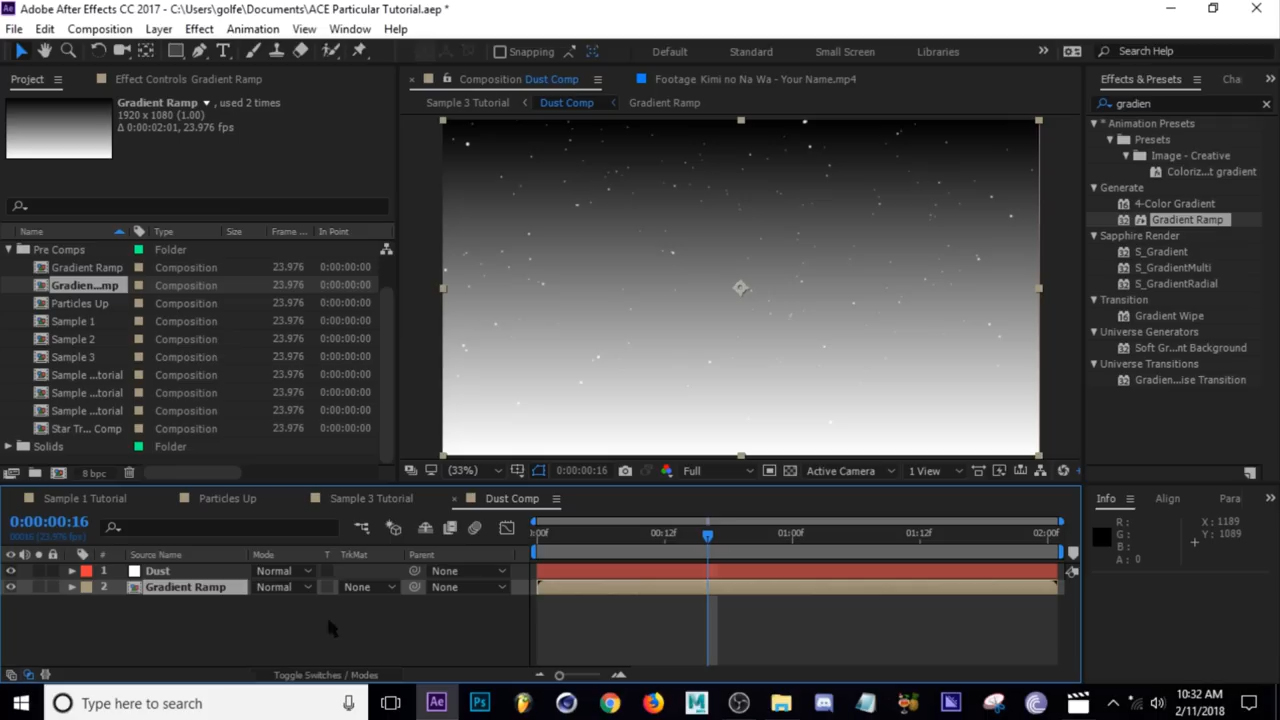 Adobe After Effects CC 2017 - C:\Users\golfe\Documents\ACE Particular Tutorial.aep *
File Edit Composition Layer Effect Animation View Window Help
Snapping Default Standard Small Screen Libraries Search Help
Project Effect Controls Gradient Ramp Composition Dust Comp Footage Kimi no Na Wa - Your Name.mp4 Effects & Presets Cha
Gradient Ramp , used 2 times
1920 x 1080 (1.00)
Δ 0:00:02:01, 23.976 fps
Sample 3 Tutorial Dust Comp Gradient Ramp
gradien
* Animation Presets
Presets
Image - Creative
Coloriz...t gradient
Generate
4-Color Gradient
Gradient Ramp
Sapphire Render
S_Gradient
S_GradientMulti
S_GradientRadial
Transition
Gradient Wipe
Universe Generators
Soft Gr...nt Background
Universe Transitions
Gradien...ise Transition
Name Type Size Frame ... In Point
Pre Comps Folder
Gradient Ramp Composition 23.976 0:00:00:00
Gradien...mp Composition 23.976 0:00:00:00
Particles Up Composition 23.976 0:00:00:00
Sample 1 Composition 23.976 0:00:00:00
Sample 2 Composition 23.976 0:00:00:00
Sample 3 Composition 23.976 0:00:00:00
Sample ...torial Composition 23.976 0:00:00:00
Sample ...torial Composition 23.976 0:00:00:00
Sample ...torial Composition 23.976 0:00:00:00
Star Tr... Comp Composition 23.976 0:00:00:00
Solids Folder
8 bpc
(33%) 0:00:00:16 Full Active Camera 1 View
Sample 1 Tutorial Particles Up Sample 3 Tutorial Dust Comp
Info Align Para
0:00:00:16
00016 (23.976 fps)
:00f 00:12f 01:00f 01:12f 02:00f
R :
G :
B :
A : 0
X : 1189
Y : 1089
# Source Name Mode T TrkMat Parent
1 Dust Normal None
2 Gradient Ramp Normal None None
Toggle Switches / Modes
Type here to search
Ae Ps M
10:32 AM
2/11/2018